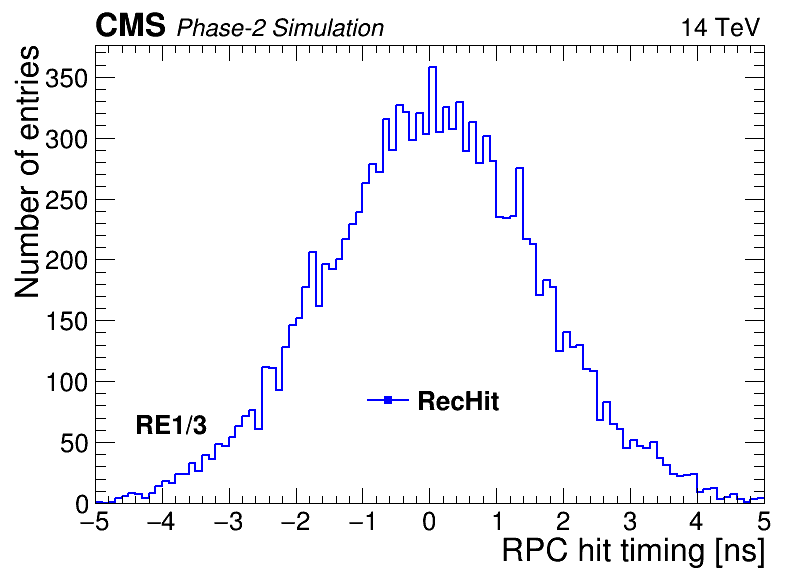 CMS Phase-2 Simulation 14 TeV
Number of entries
350
300
250
200
150
100
50
0
RecHit
RE1/3
−5 −4 −3 −2 −1 0 1 2 3 4 5
RPC hit timing [ns]